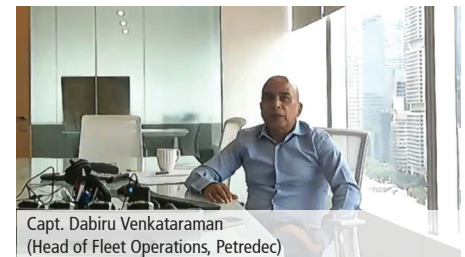 Capt. Dabiru Venkataraman
(Head of Fleet Operations, Petredec)